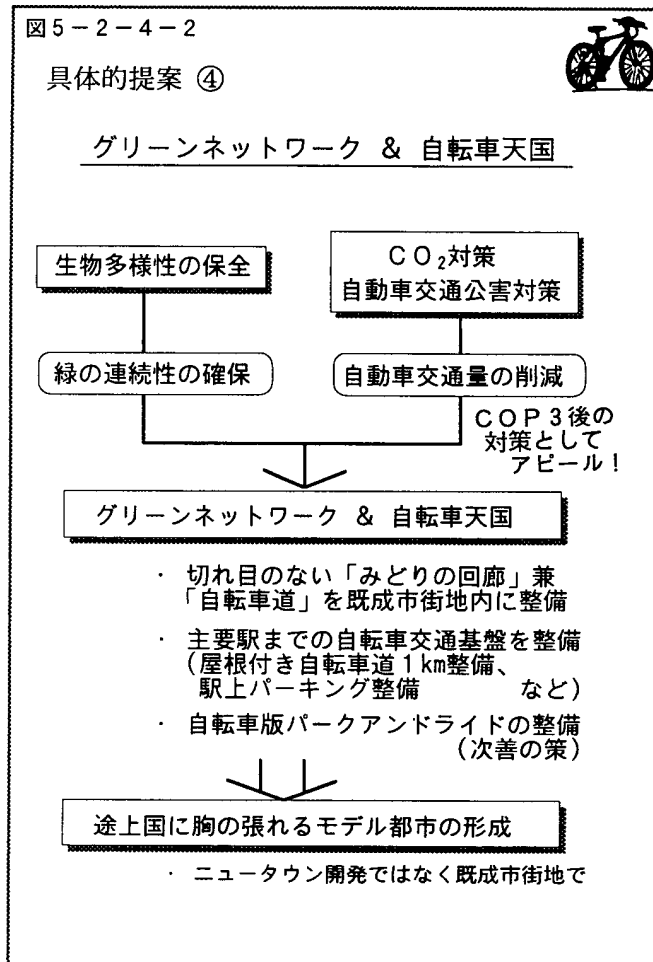 図5-2-4-2
具体的提案 ④
グリーンネットワーク & 自転車天国
生物多様性の保全
CO₂対策
自動車交通公害対策
緑の連続性の確保
自動車交通量の削減
COP3後の
対策として
アピール!
グリーンネットワーク & 自転車天国
・ 切れ目のない「みどりの回廊」兼
「自転車道」を既成市街地内に整備
・ 主要駅までの自転車交通基盤を整備
(屋根付き自転車道1km整備、
駅上パーキング整備 など)
・ 自転車版パークアンドライドの整備
(次善の策)
途上国に胸の張れるモデル都市の形成
・ ニュータウン開発ではなく既成市街地で